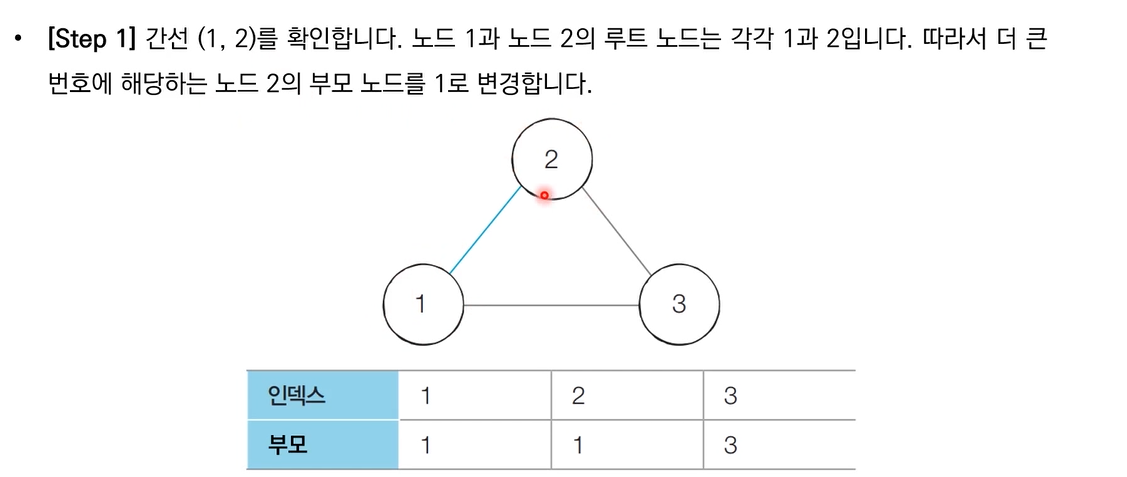 • [Step 1] 간선 (1, 2)를 확인합니다. 노드 1과 노드 2의 루트 노드는 각각 1과 2입니다. 따라서 더 큰
번호에 해당하는 노드 2의 부모 노드를 1로 변경합니다.
2
1
3
인덱스 1 2 3
부모 1 1 3